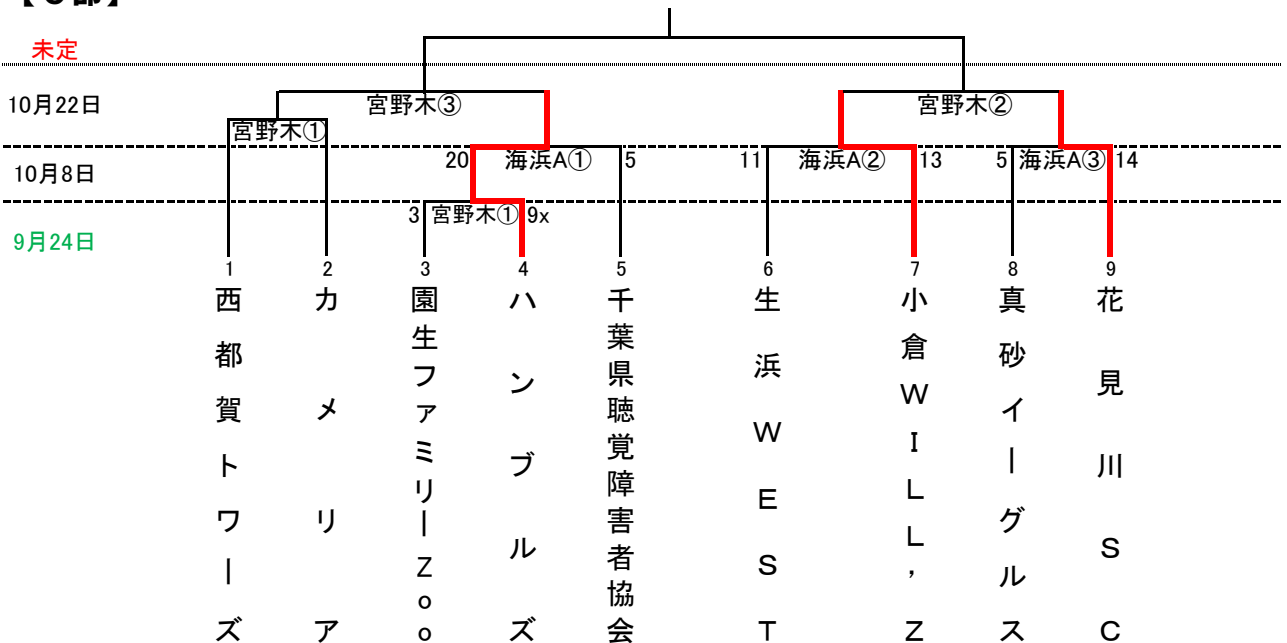 未定
10月22日
宮野木③
宮野木②
宮野木①
20 海浜A① 5
11 海浜A② 13
5 海浜A③ 14
10月8日
3 宮野木① 9x
9月24日
1 2 3 4 5 6 7 8 9
西都賀トワーズ
カメリア
園生ファミリーZoo
ハンブルズ
千葉県聴覚障害者協会
生浜WEST
小倉WILL’Z
真砂イーグルス
花見川SC